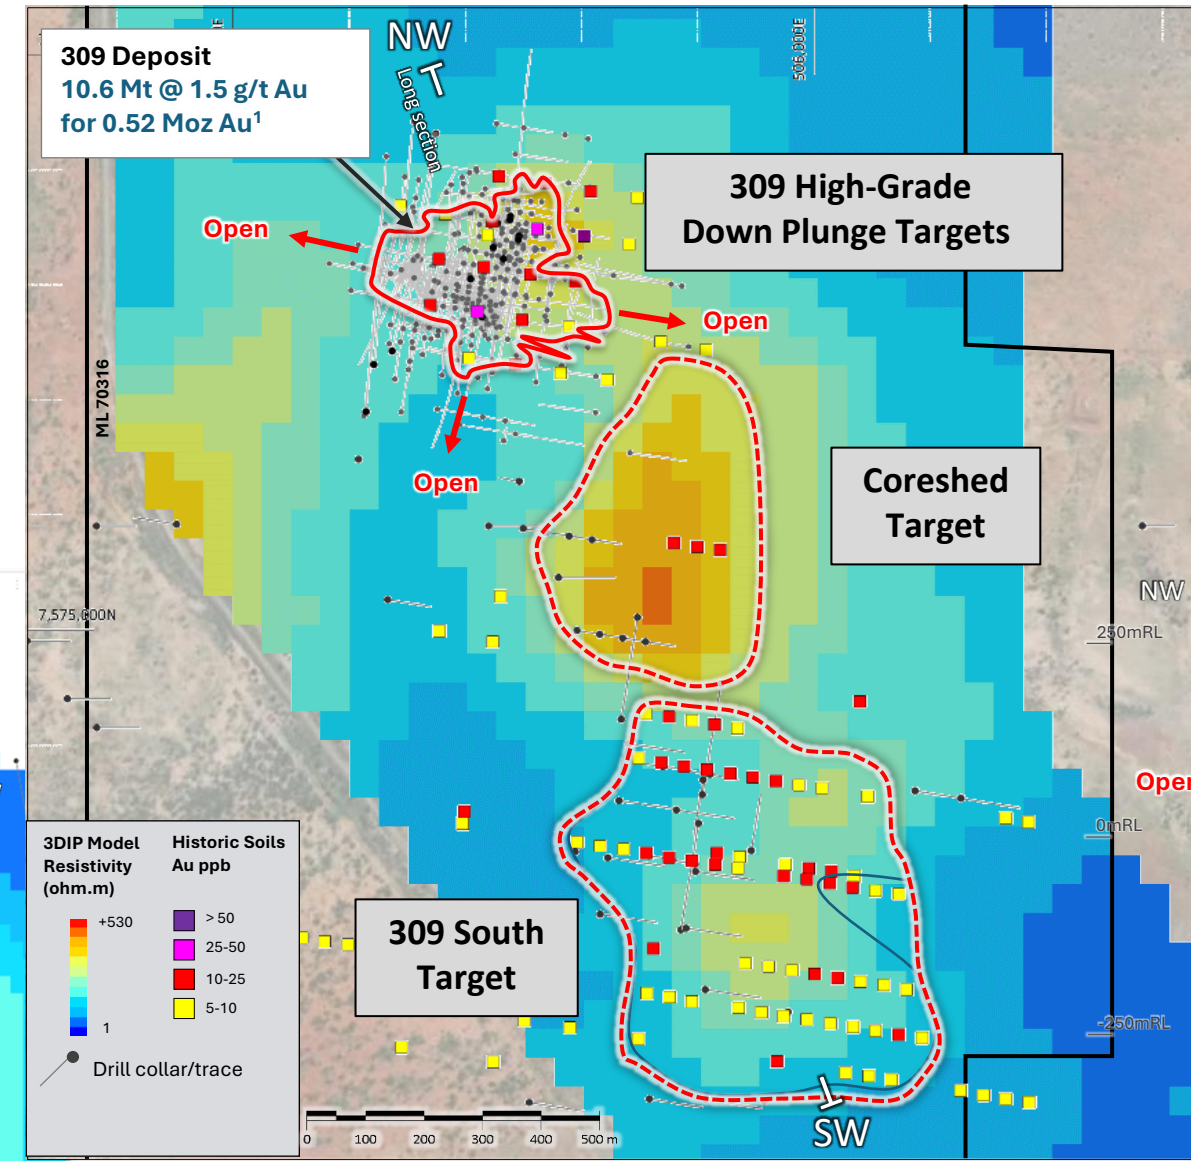 NW
Long section
309 Deposit
10.6 Mt @ 1.5 g/t Au
for 0.52 Moz Au¹
506,000E
309 High-Grade
Down Plunge Targets
Open
Open
Open
ML 70316
Coreshed
Target
NW
7,575,000N
250mRL
Open
0mRL
309 South
Target
-250mRL
3DIP Model
Resistivity
(ohm.m)
+530
1
Historic Soils
Au ppb
> 50
25-50
10-25
5-10
Drill collar/trace
0 100 200 300 400 500 m
SW